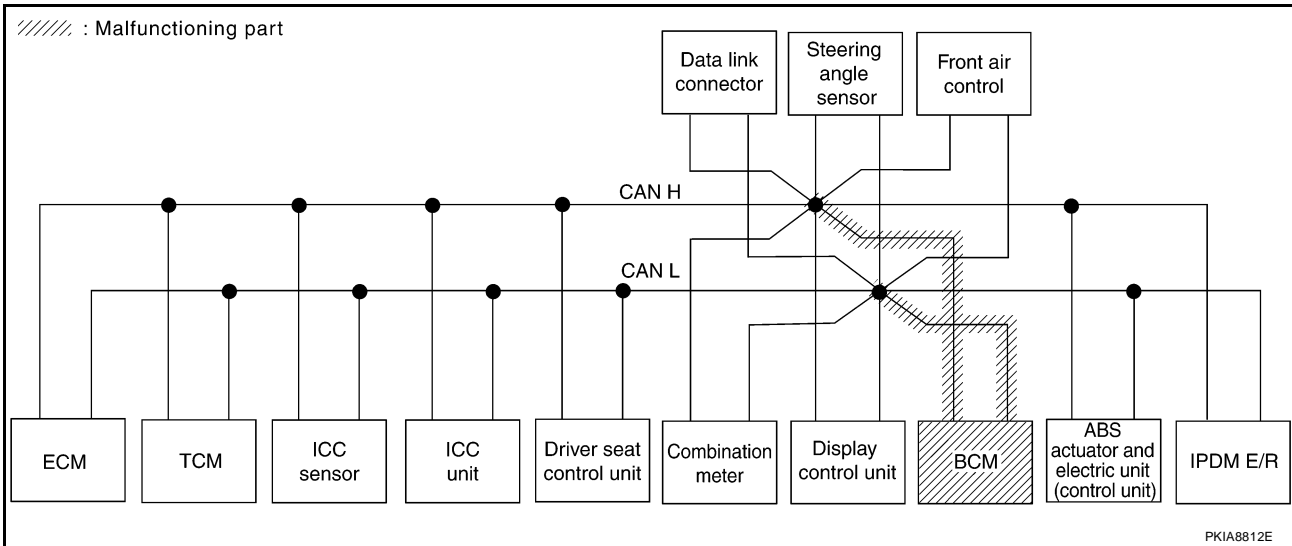 : Malfunctioning part
Data link
connector
Steering
angle
sensor
Front air
control
CAN H
CAN L
ECM
TCM
ICC
sensor
ICC
unit
Driver seat
control unit
Combination
meter
Display
control unit
BCM
ABS
actuator and
electric unit
(control unit)
IPDM E/R
PKIA8812E